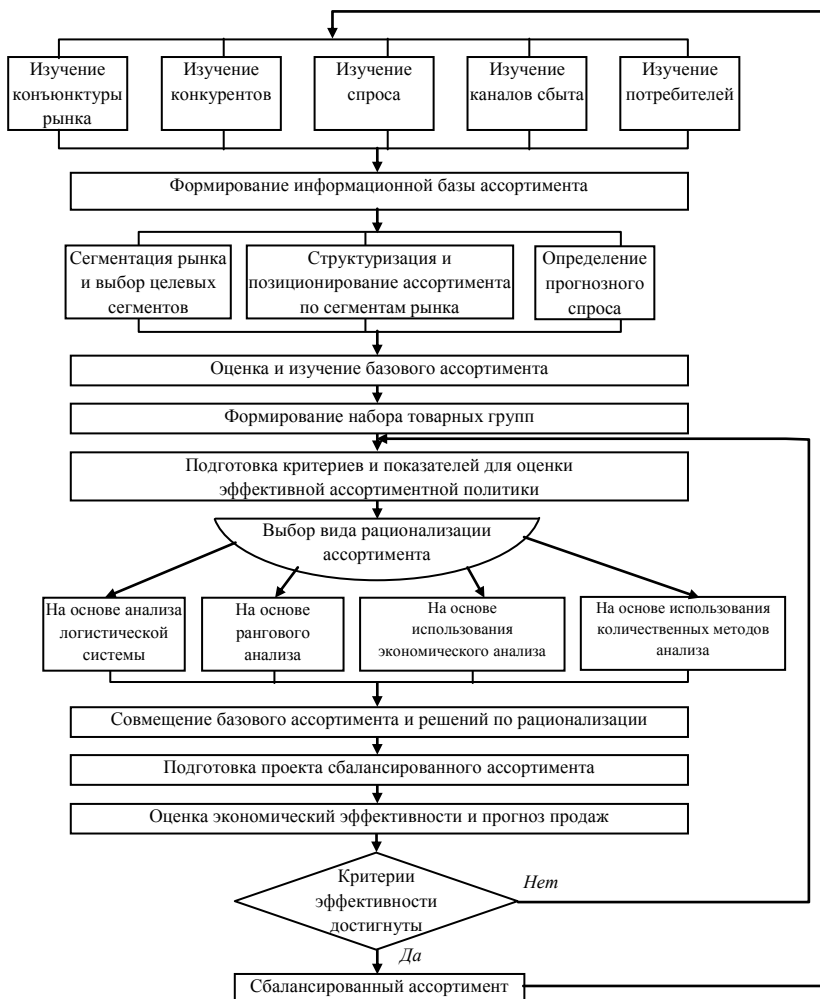 Изучение
конъюнктуры
рынка
Изучение
конкурентов
Изучение
спроса
Изучение
каналов сбыта
Изучение
потребителей
Формирование информационной базы ассортимента
Сегментация рынка
и выбор целевых
сегментов
Структуризация и
позиционирование ассортимента
по сегментам рынка
Определение
прогнозного
спроса
Оценка и изучение базового ассортимента
Формирование набора товарных групп
Подготовка критериев и показателей для оценки
эффективной ассортиментной политики
Выбор вида рационализации
ассортимента
На основе анализа
логистической
системы
На основе
рангового
анализа
На основе
использования
экономического анализа
На основе использования
количественных методов
анализа
Совмещение базового ассортимента и решений по рационализации
Подготовка проекта сбалансированного ассортимента
Оценка экономический эффективности и прогноз продаж
Критерии
эффективности
достигнуты
Нет
Да
Сбалансированный ассортимент